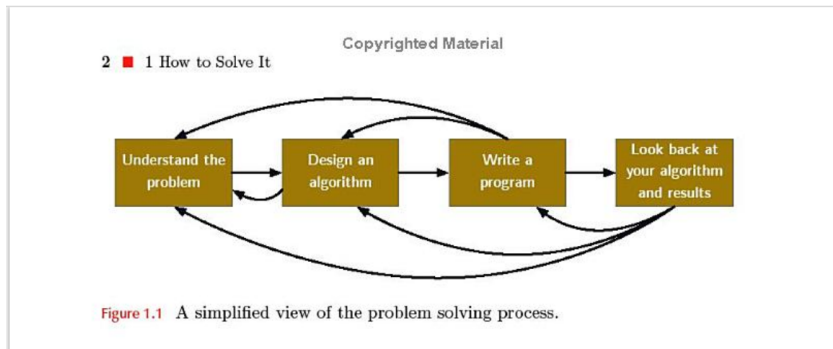 Copyrighted Material
2 1 How to Solve It
Understand the
problem
Design an
algorithm
Write a
program
Look back at
your algorithm
and results
Figure 1.1 A simplified view of the problem solving process.